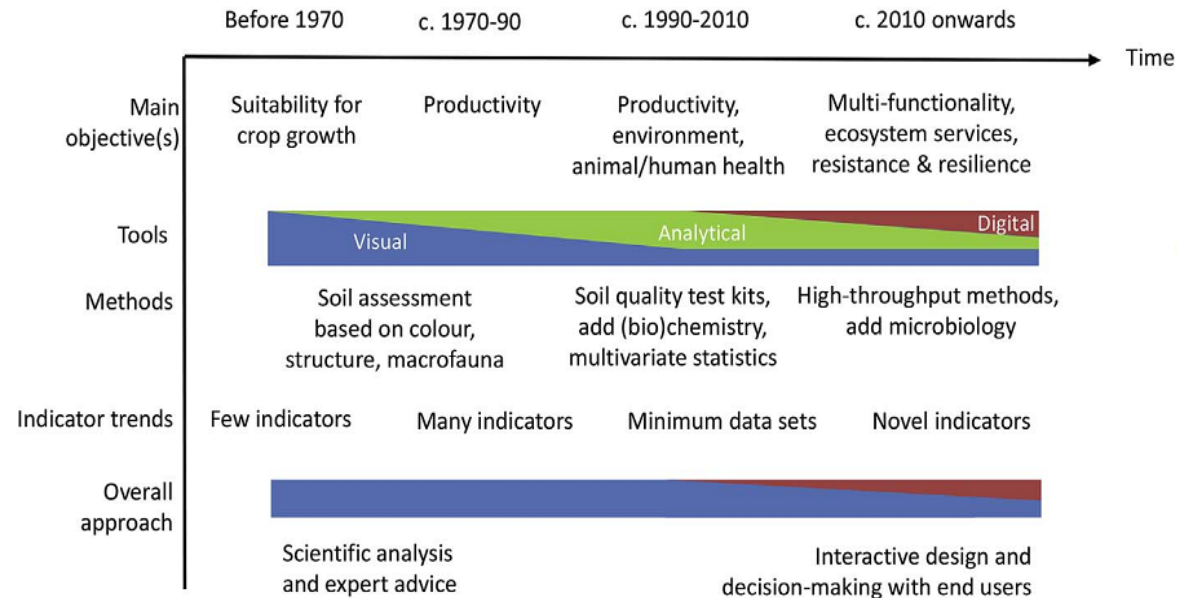 Before 1970
c. 1970-90
c. 1990-2010
c. 2010 onwards
Time
Main
objective(s)
Suitability for
crop growth
Productivity
Productivity,
environment,
animal/human health
Multi-functionality,
ecosystem services,
resistance & resilience
Tools
Visual
Analytical
Digital
Methods
Soil assessment
based on colour,
structure, macrofauna
Soil quality test kits,
add (bio)chemistry,
multivariate statistics
High-throughput methods,
add microbiology
Indicator trends
Few indicators
Many indicators
Minimum data sets
Novel indicators
Overall
approach
Scientific analysis
and expert advice
Interactive design and
decision-making with end users